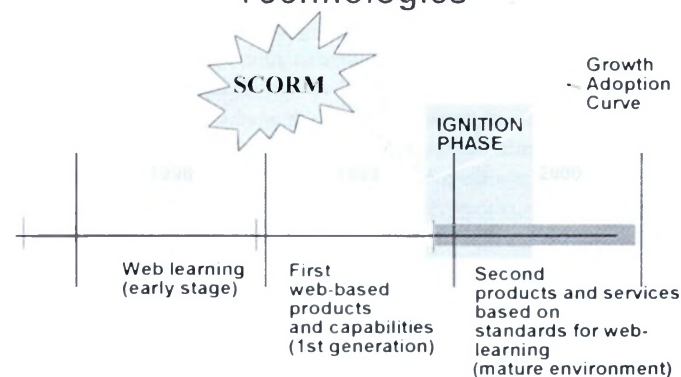 Technologies
SCORM
Growth
Adoption
Curve
IGNITION
PHASE
Web learning
(early stage)
First
web-based
products
and capabilities
(1st generation)
Second
products and services
based on
standards for web-
learning
(mature environment)